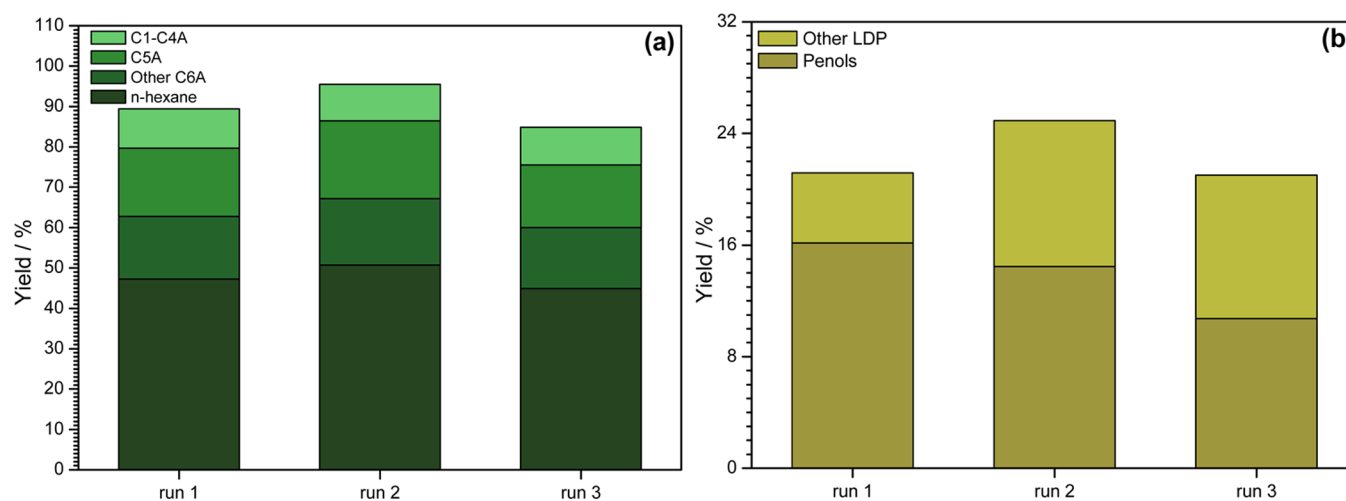 (a)
C1-C4A
C5A
Other C6A
n-hexane
Yield / %
110
100
90
80
70
60
50
40
30
20
10
0
run 1
run 2
run 3
(b
Other LDP
Penols
Yield / %
32
24
16
8
0
run 1
run 2
run 3